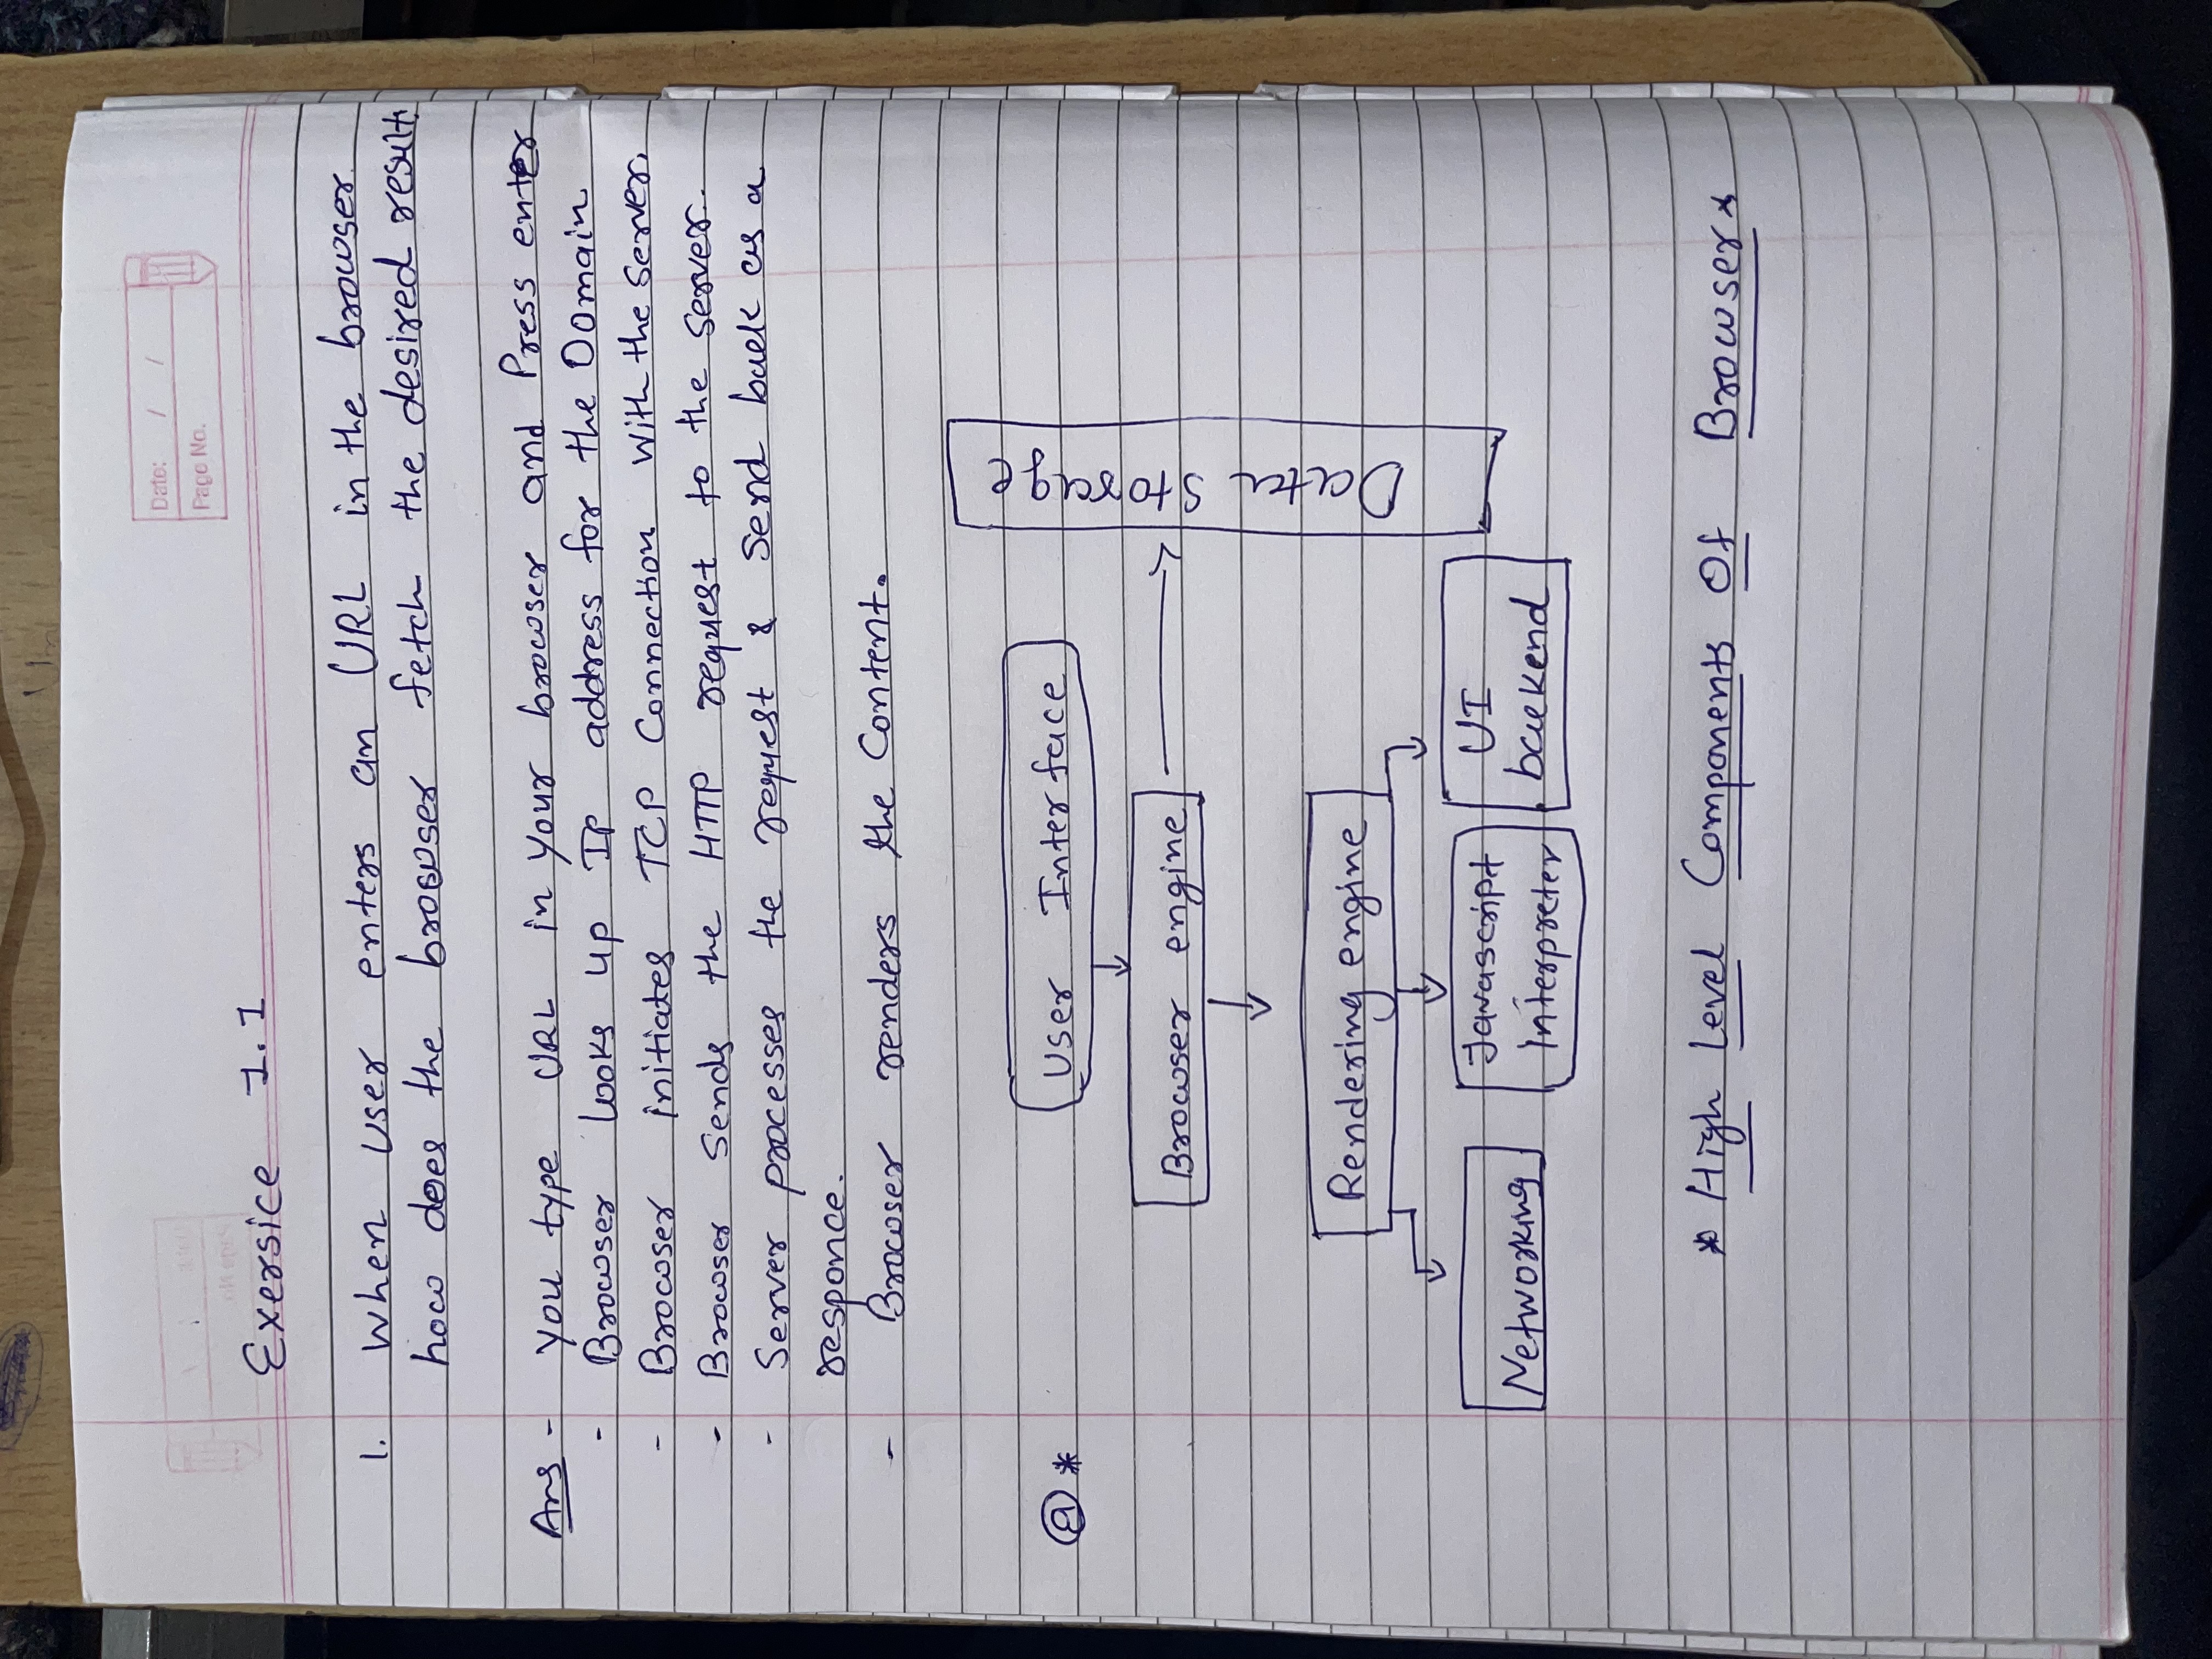 Date: / /
Page No.
Exersice 1.1
1. When user enters an URL in the browser
how does the browser fetch the desired result.
Ans - You type URL in your browser and Press enter
- Browser looks up IP address for the Domain
- Browser initiates TCP Connection with the server.
- Browser sends the HTTP request to the server.
- Server processes the request & send back as a
responce.
- Browser renders the Content.
ⓐ *
User Interface
Browser engine
Data Storage
Rendering engine
Networking
Javascript
Interpreter
UI
backend
* High Level Components Of Browser *